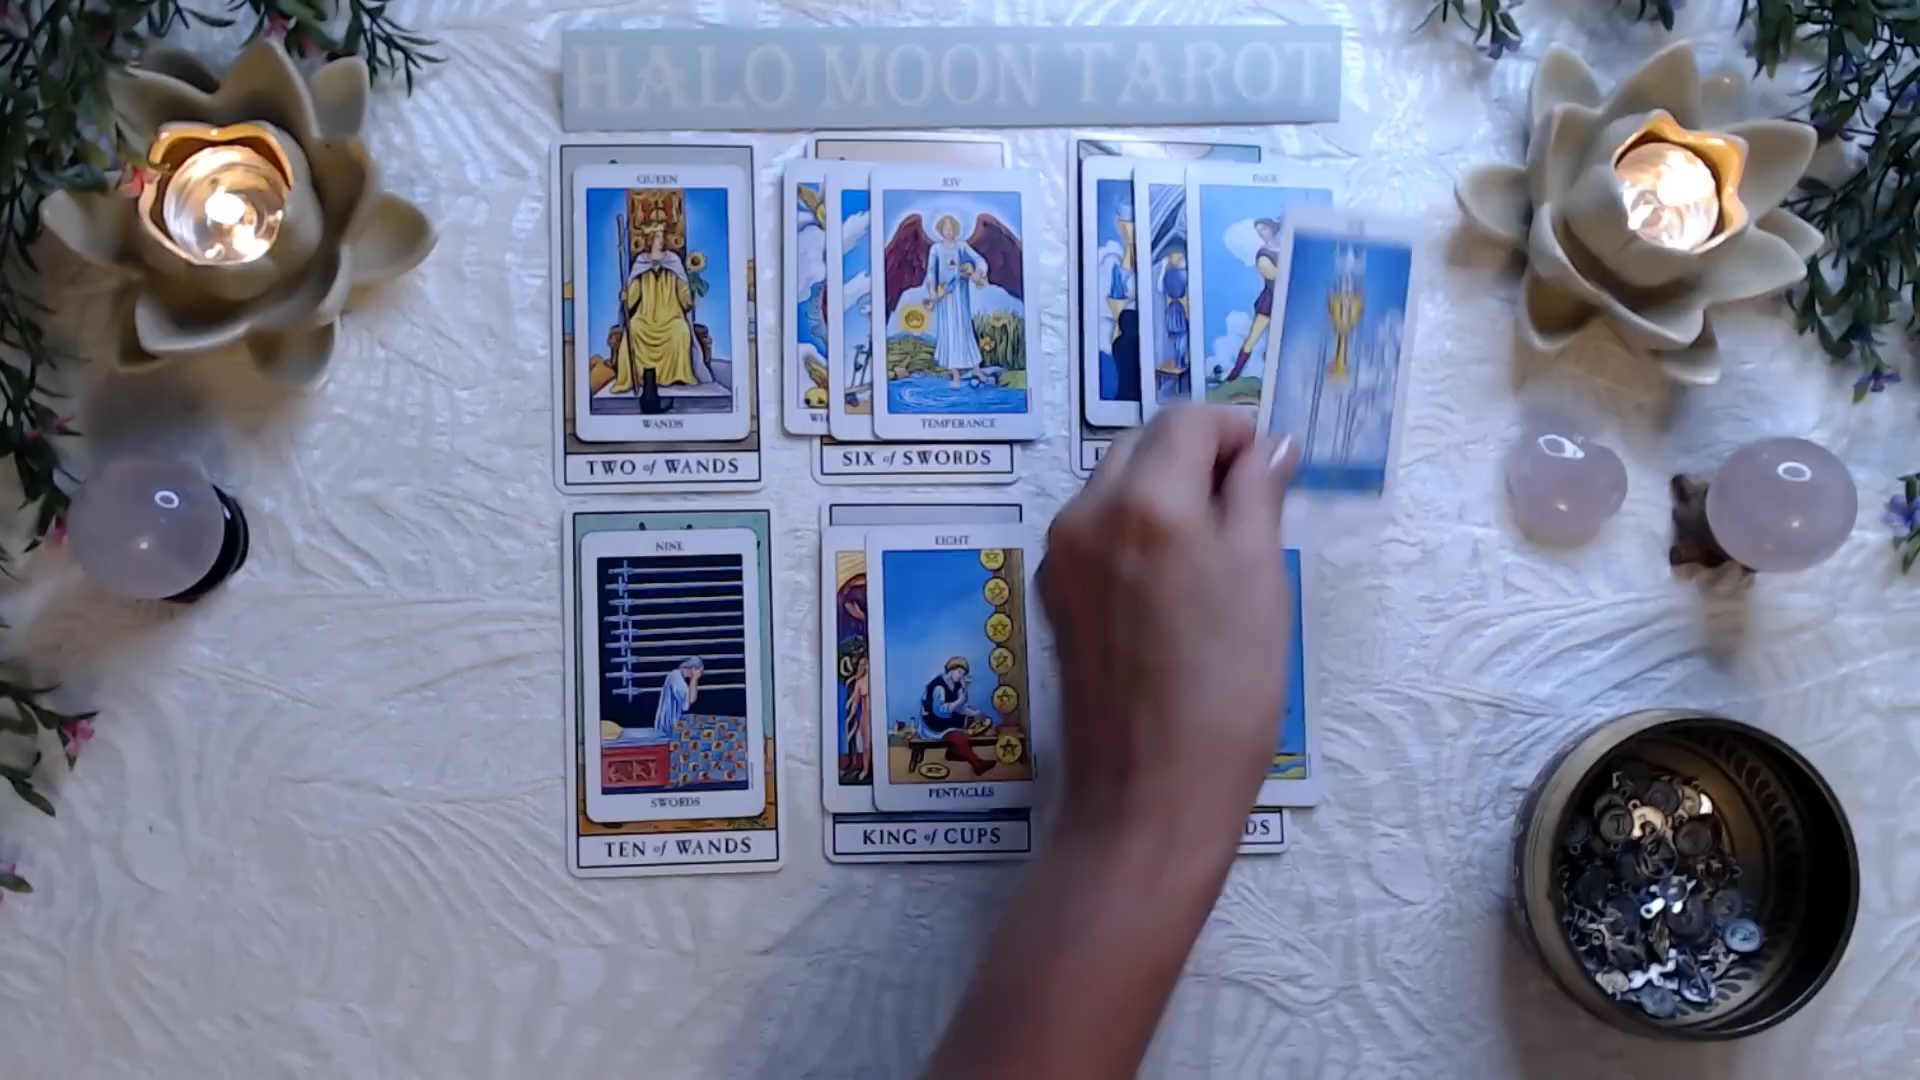 HALO MOON TAROT
QUEEN
WANDS
TWO of WANDS
XIV
TEMPERANCE
SIX of SWORDS
PAGE
NINE
SWORDS
TEN of WANDS
EIGHT
PENTACLES
KING of CUPS
DS